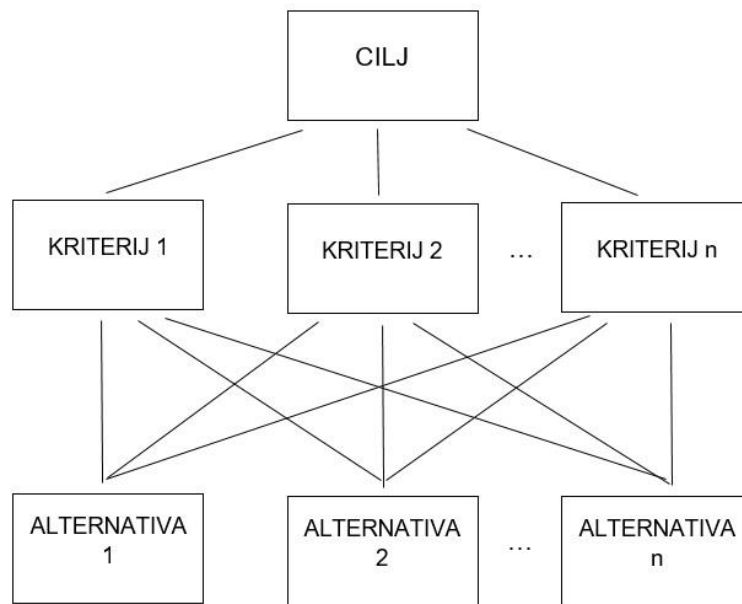 CILJ
KRITERIJ 1
KRITERIJ 2
...
KRITERIJ n
ALTERNATIVA
1
ALTERNATIVA
2
...
ALTERNATIVA
n